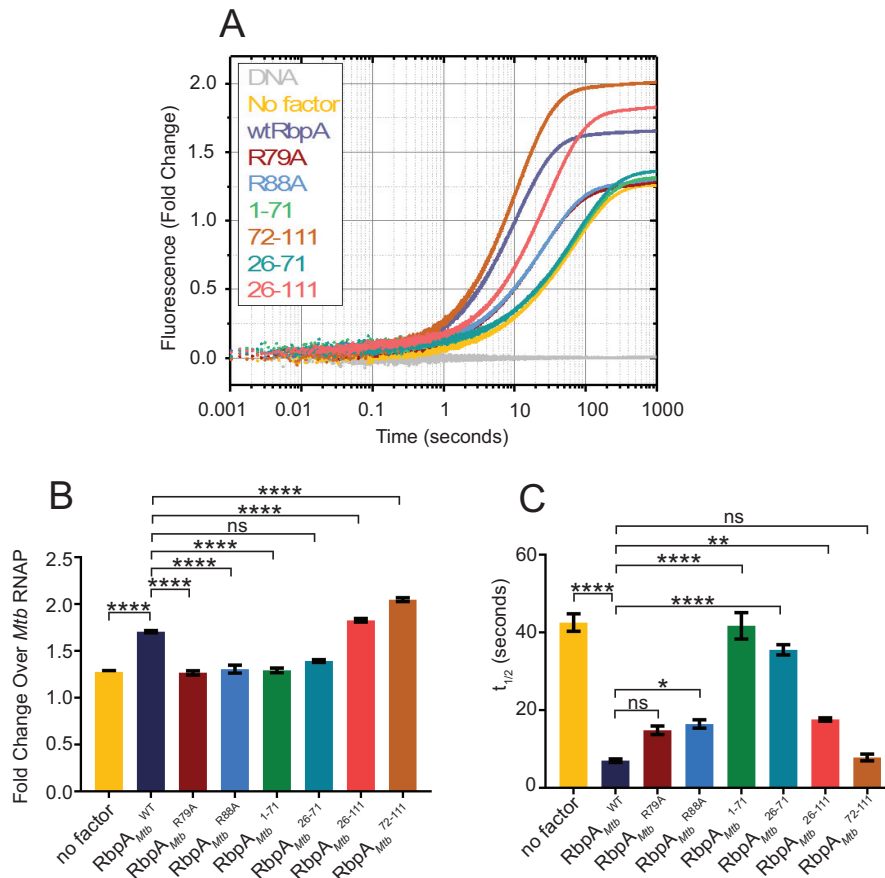 A
DNA
No factor
wtRbpA
R79A
R88A
1-71
72-111
26-71
26-111
Fluorescence (Fold Change)
2.0
1.5
1.0
0.5
0.0
0.001 0.01 0.1 1 10 100 1000
Time (seconds)
B
****
****
ns
****
****
****
****
Fold Change Over Mtb RNAP
2.5
2.0
1.5
1.0
0.5
0.0
no factor
RbpAMtb WT
RbpAMtb R79A
RbpAMtb R88A
RbpAMtb 1-71
RbpAMtb 26-71
RbpAMtb 26-111
RbpAMtb 72-111
C
ns
**
****
****
****
*
ns
t1/2 (seconds)
60
40
20
0
no factor
RbpAMtb WT
RbpAMtb R79A
RbpAMtb R88A
RbpAMtb 1-71
RbpAMtb 26-71
RbpAMtb 26-111
RbpAMtb 72-111